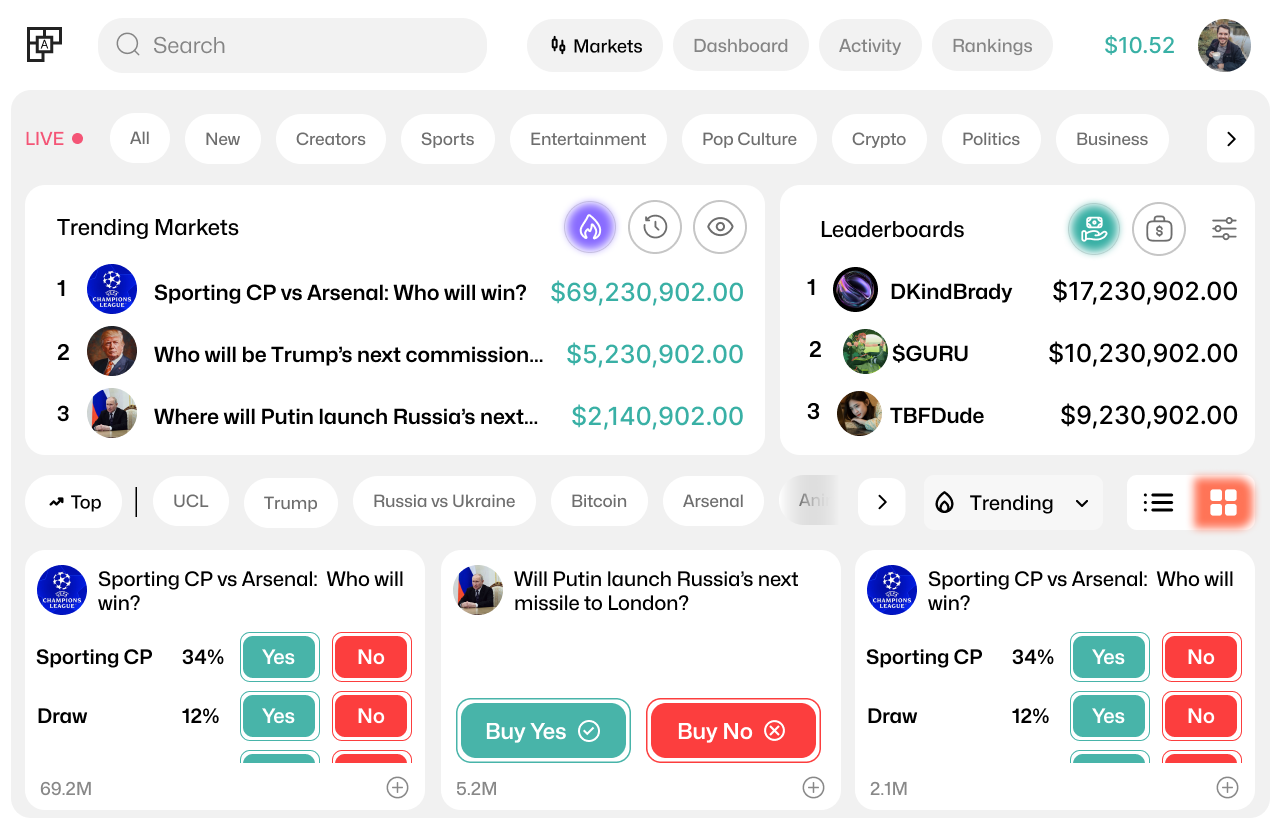 A
Search
Markets
Dashboard
Activity
Rankings
$10.52
LIVE
All
New
Creators
Sports
Entertainment
Pop Culture
Crypto
Politics
Business
Trending Markets
1
CHAMPIONS
LEAGUE
Sporting CP vs Arsenal: Who will win?
$69,230,902.00
2
Who will be Trump's next commission...
$5,230,902.00
3
Where will Putin launch Russia's next...
$2,140,902.00
Leaderboards
$
1
DKindBrady
$17,230,902.00
2
$GURU
$10,230,902.00
3
TBFDude
$9,230,902.00
Top
UCL
Trump
Russia vs Ukraine
Bitcoin
Arsenal
Trending
CHAMPIONS
LEAGUE
Sporting CP vs Arsenal: Who will
win?
Sporting CP 34% Yes No
Draw 12% Yes No
69.2M
Will Putin launch Russia's next
missile to London?
Buy Yes
Buy No
5.2M
CHAMPIONS
LEAGUE
Sporting CP vs Arsenal: Who will
win?
Sporting CP 34% Yes No
Draw 12% Yes No
2.1M